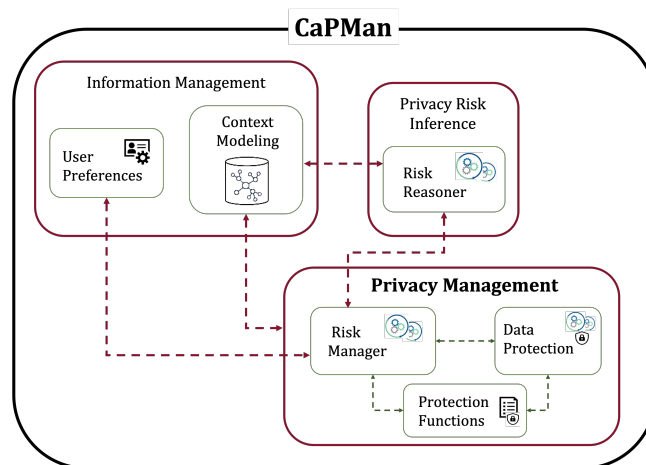 CaPMan
Information Management
Context
Modeling
User
Preferences
Privacy Risk
Inference
Risk
Reasoner
Privacy Management
Risk
Manager
Data
Protection
Protection
Functions